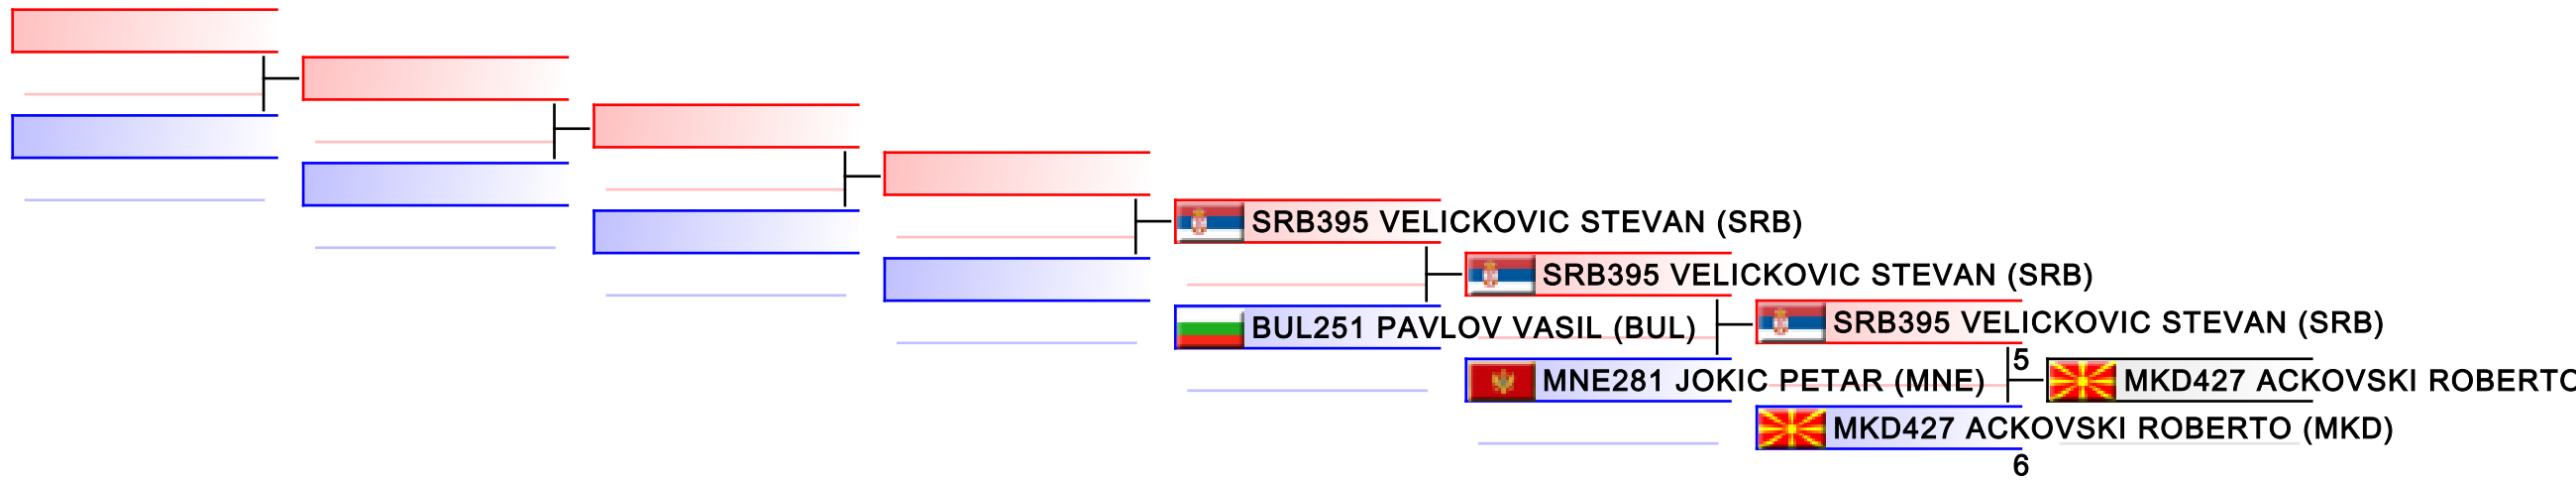 SRB395 VELICKOVIC STEVAN (SRB)
SRB395 VELICKOVIC STEVAN (SRB)
BUL251 PAVLOV VASIL (BUL)
SRB395 VELICKOVIC STEVAN (SRB)
5
MNE281 JOKIC PETAR (MNE)
MKD427 ACKOVSKI ROBERTO
MKD427 ACKOVSKI ROBERTO (MKD)
6